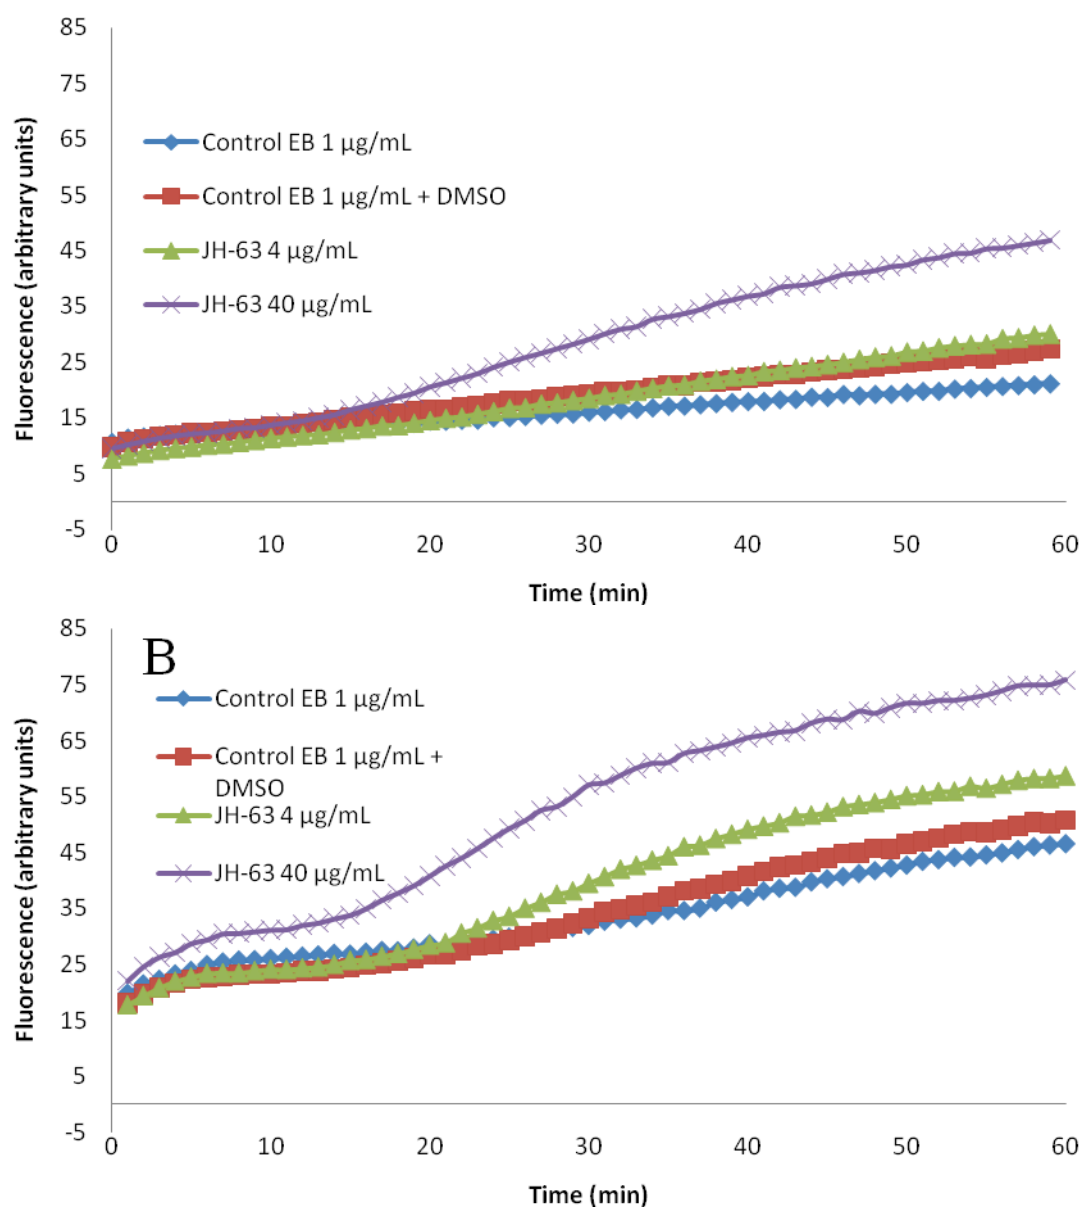 85
75
65
55
45
35
25
15
5
-5
Fluorescence (arbitrary units)
Control EB 1 µg/mL
Control EB 1 µg/mL + DMSO
JH-63 4 µg/mL
JH-63 40 µg/mL
0 10 20 30 40 50 60
Time (min)
B
85
75
65
55
45
35
25
15
5
-5
Fluorescence (arbitrary units)
Control EB 1 µg/mL
Control EB 1 µg/mL +
DMSO
JH-63 4 µg/mL
JH-63 40 µg/mL
0 10 20 30 40 50 60
Time (min)